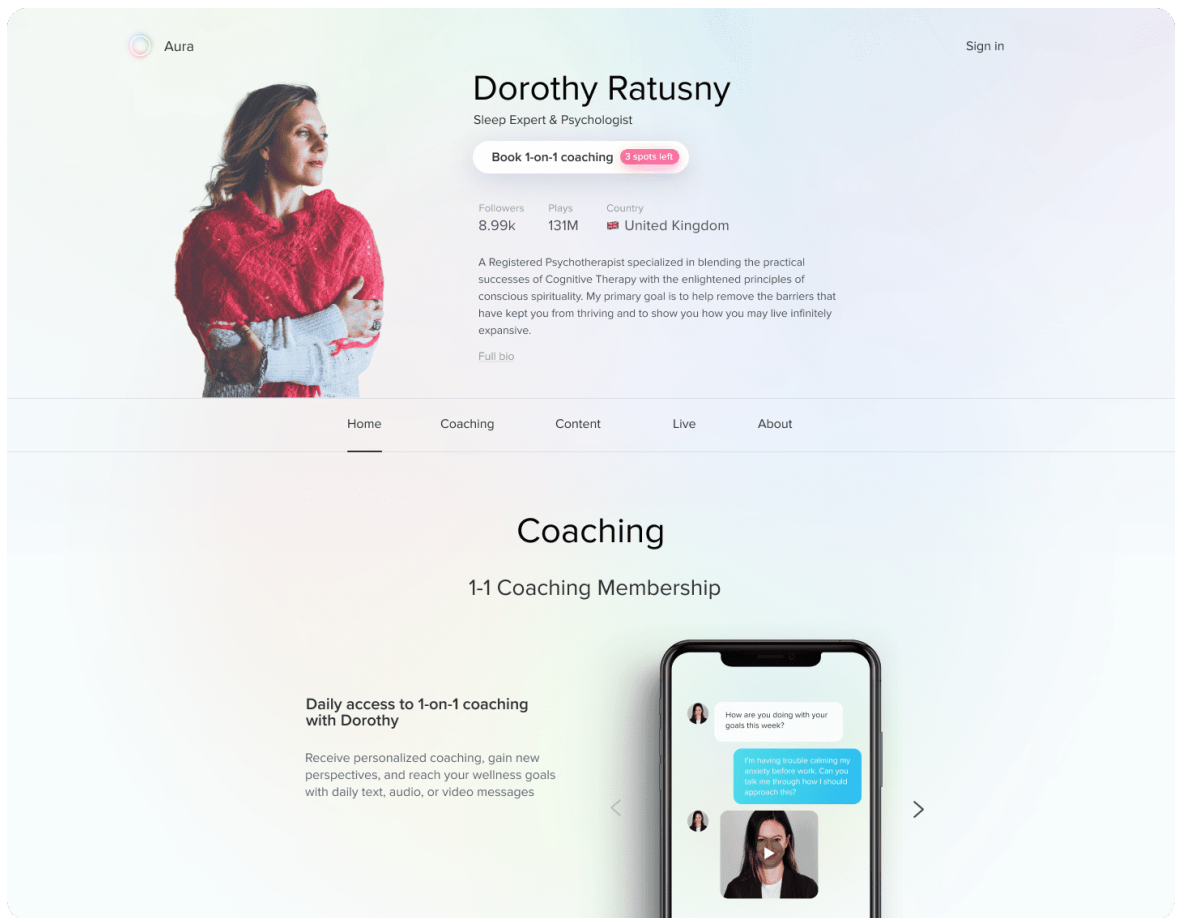 Aura
Sign in
Dorothy Ratusny
Sleep Expert & Psychologist
Book 1-on-1 coaching 3 spots left
Followers Plays Country
8.99k 131M United Kingdom
A Registered Psychotherapist specialized in blending the practical
successes of Cognitive Therapy with the enlightened principles of
conscious spirituality. My primary goal is to help remove the barriers that
have kept you from thriving and to show you how you may live infinitely
expansive.
Full bio
Home Coaching Content Live About
Coaching
1-1 Coaching Membership
Daily access to 1-on-1 coaching
with Dorothy
Receive personalized coaching, gain new
perspectives, and reach your wellness goals
with daily text, audio, or video messages
How are you doing with your
goals this week?
I'm having trouble calming my
anxiety before work. Can you
talk me through how I should
approach this?